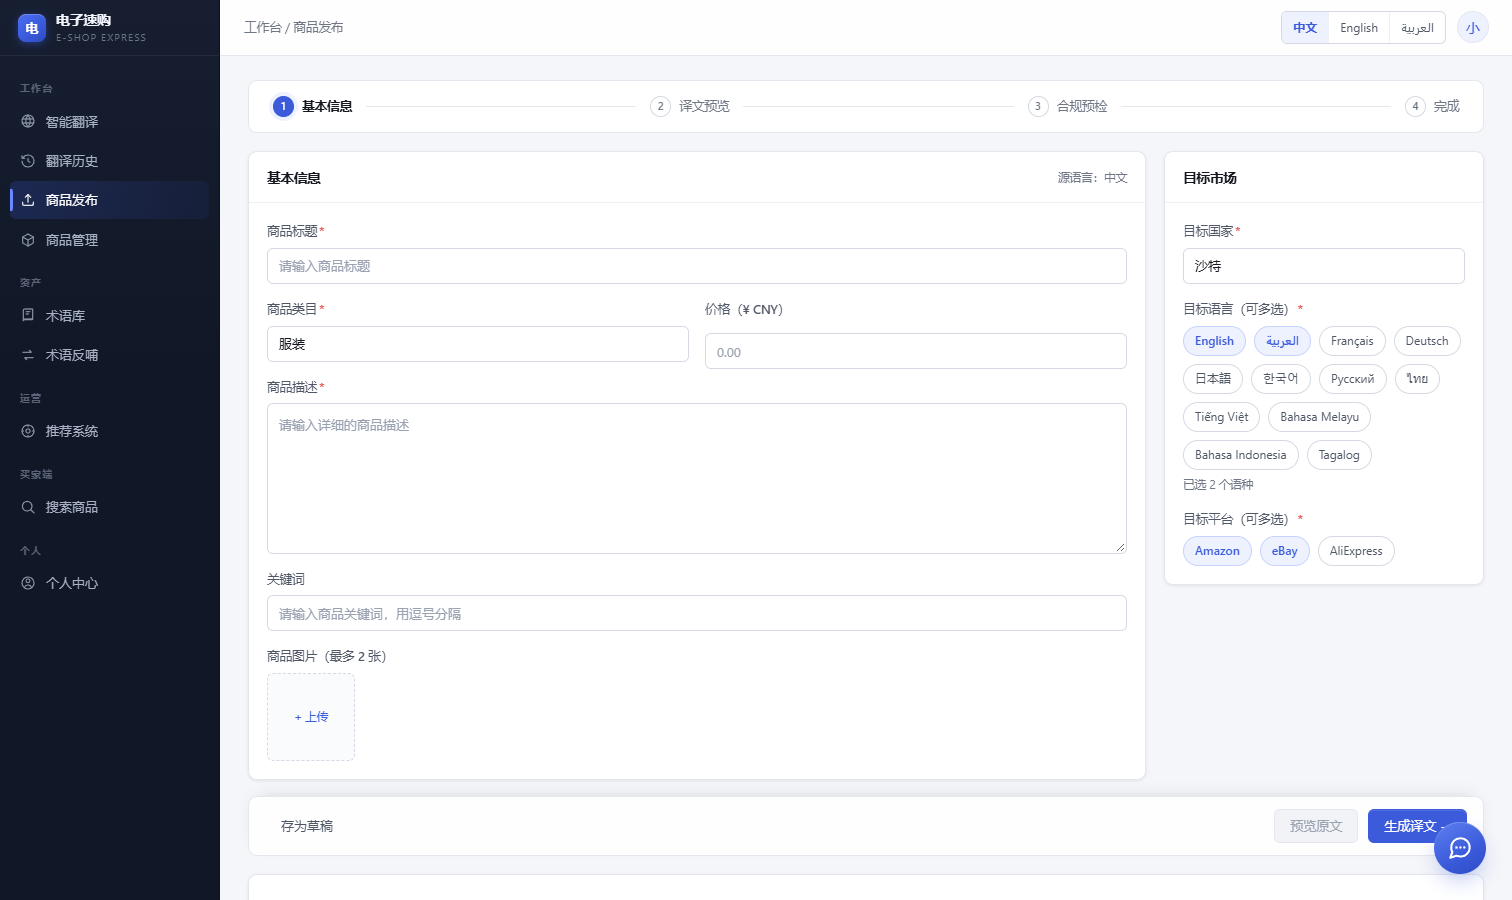 电
电子速购
E-SHOP EXPRESS
工作台
智能翻译
翻译历史
商品发布
商品管理
资产
术语库
术语反哺
运营
推荐系统
买家端
搜索商品
个人
个人中心
工作台 / 商品发布
中文
English
العربية
小
1 基本信息
2 译文预览
3 合规预检
4 完成
基本信息
源语言：中文
商品标题*
请输入商品标题
商品类目*
服装
价格（¥ CNY）
0.00
商品描述*
请输入详细的商品描述
关键词
请输入商品关键词，用逗号分隔
商品图片（最多 2 张）
+ 上传
目标市场
目标国家*
沙特
目标语言（可多选） *
English العربية Français Deutsch
日本語 한국어 Русский ไทย
Tiếng Việt Bahasa Melayu
Bahasa Indonesia Tagalog
已选 2 个语种
目标平台（可多选） *
Amazon eBay AliExpress
存为草稿
预览原文
生成译文